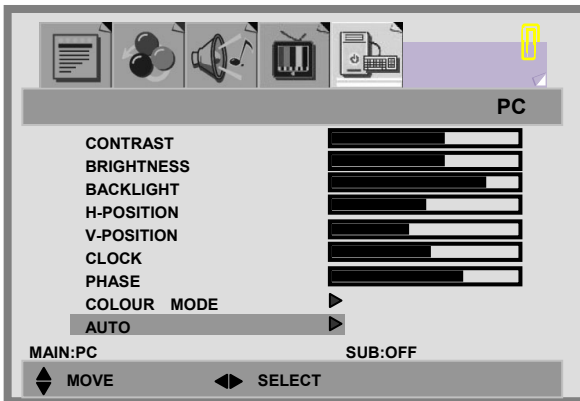 PC
CONTRAST
BRIGHTNESS
BACKLIGHT
H-POSITION
V-POSITION
CLOCK
PHASE
COLOUR MODE
AUTO
MAIN:PC SUB:OFF
MOVE SELECT